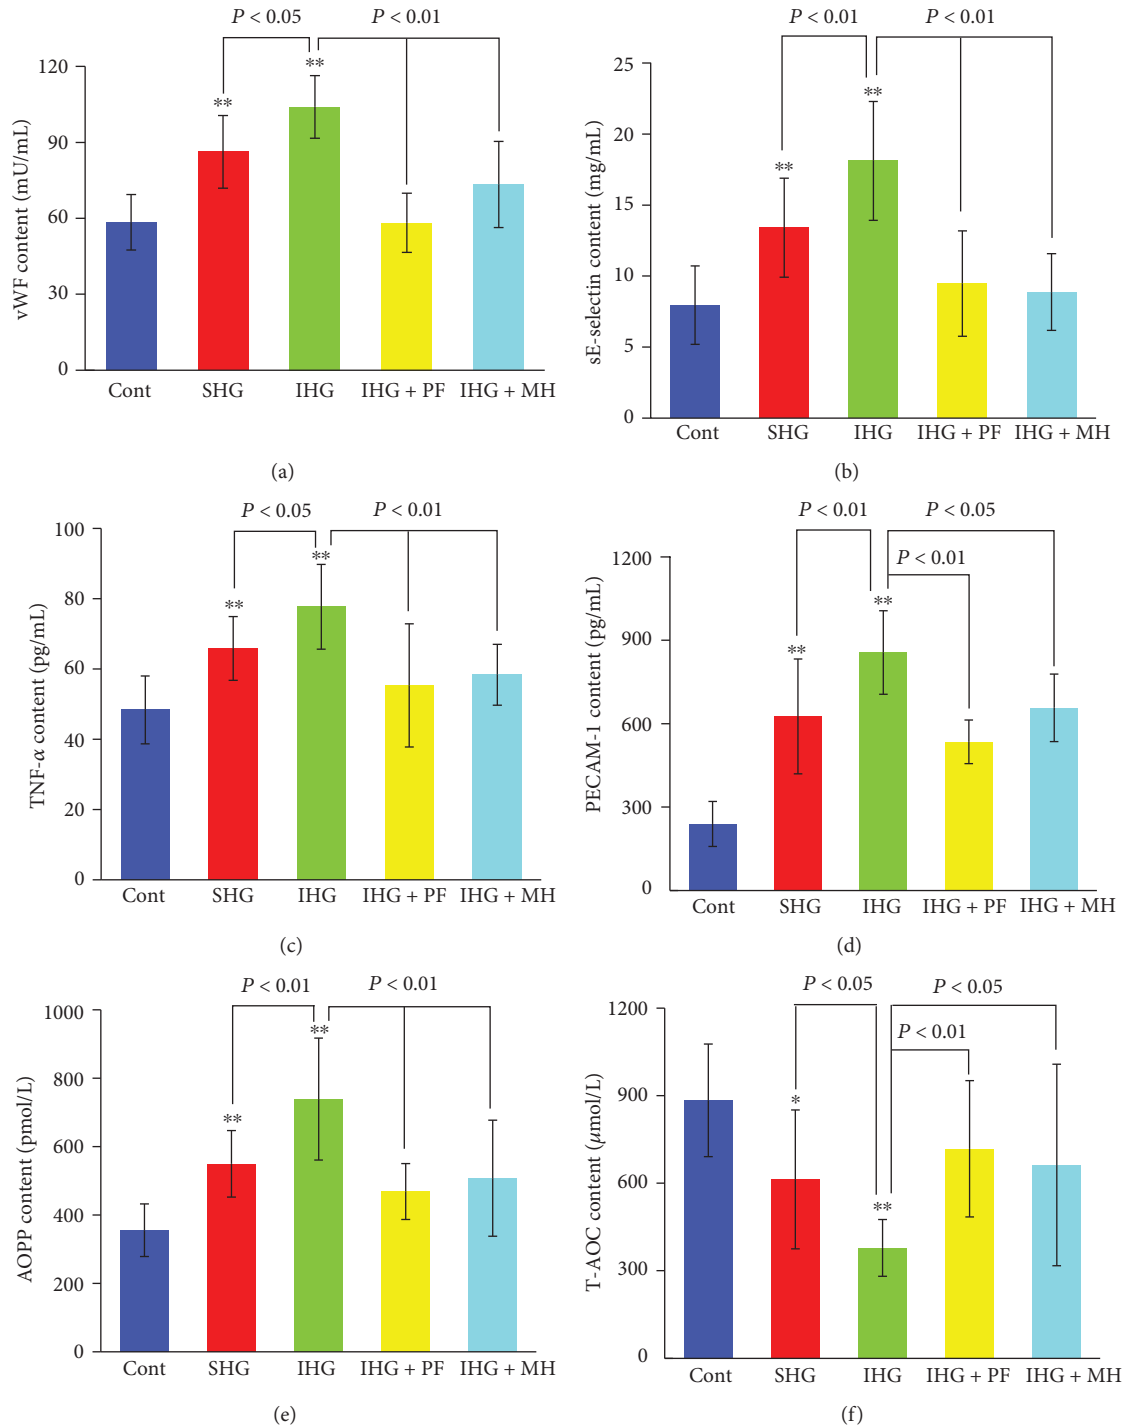 P < 0.05
P < 0.01
**
**
vWF content (mU/mL)
120
90
60
30
0
Cont
SHG
IHG
IHG + PF
IHG + MH
(a)
P < 0.01
P < 0.01
**
**
sE-selectin content (mg/mL)
25
20
15
10
5
0
Cont
SHG
IHG
IHG + PF
IHG + MH
(b)
P < 0.05
P < 0.01
**
**
TNF-α content (pg/mL)
100
80
60
40
20
0
Cont
SHG
IHG
IHG + PF
IHG + MH
(c)
P < 0.01
P < 0.05
P < 0.01
**
**
PECAM-1 content (pg/mL)
1200
900
600
300
0
Cont
SHG
IHG
IHG + PF
IHG + MH
(d)
P < 0.01
P < 0.01
**
**
AOPP content (pmol/L)
1000
800
600
400
200
0
Cont
SHG
IHG
IHG + PF
IHG + MH
(e)
P < 0.05
P < 0.05
P < 0.01
*
**
T-AOC content (μmol/L)
1200
900
600
300
0
Cont
SHG
IHG
IHG + PF
IHG + MH
(f)